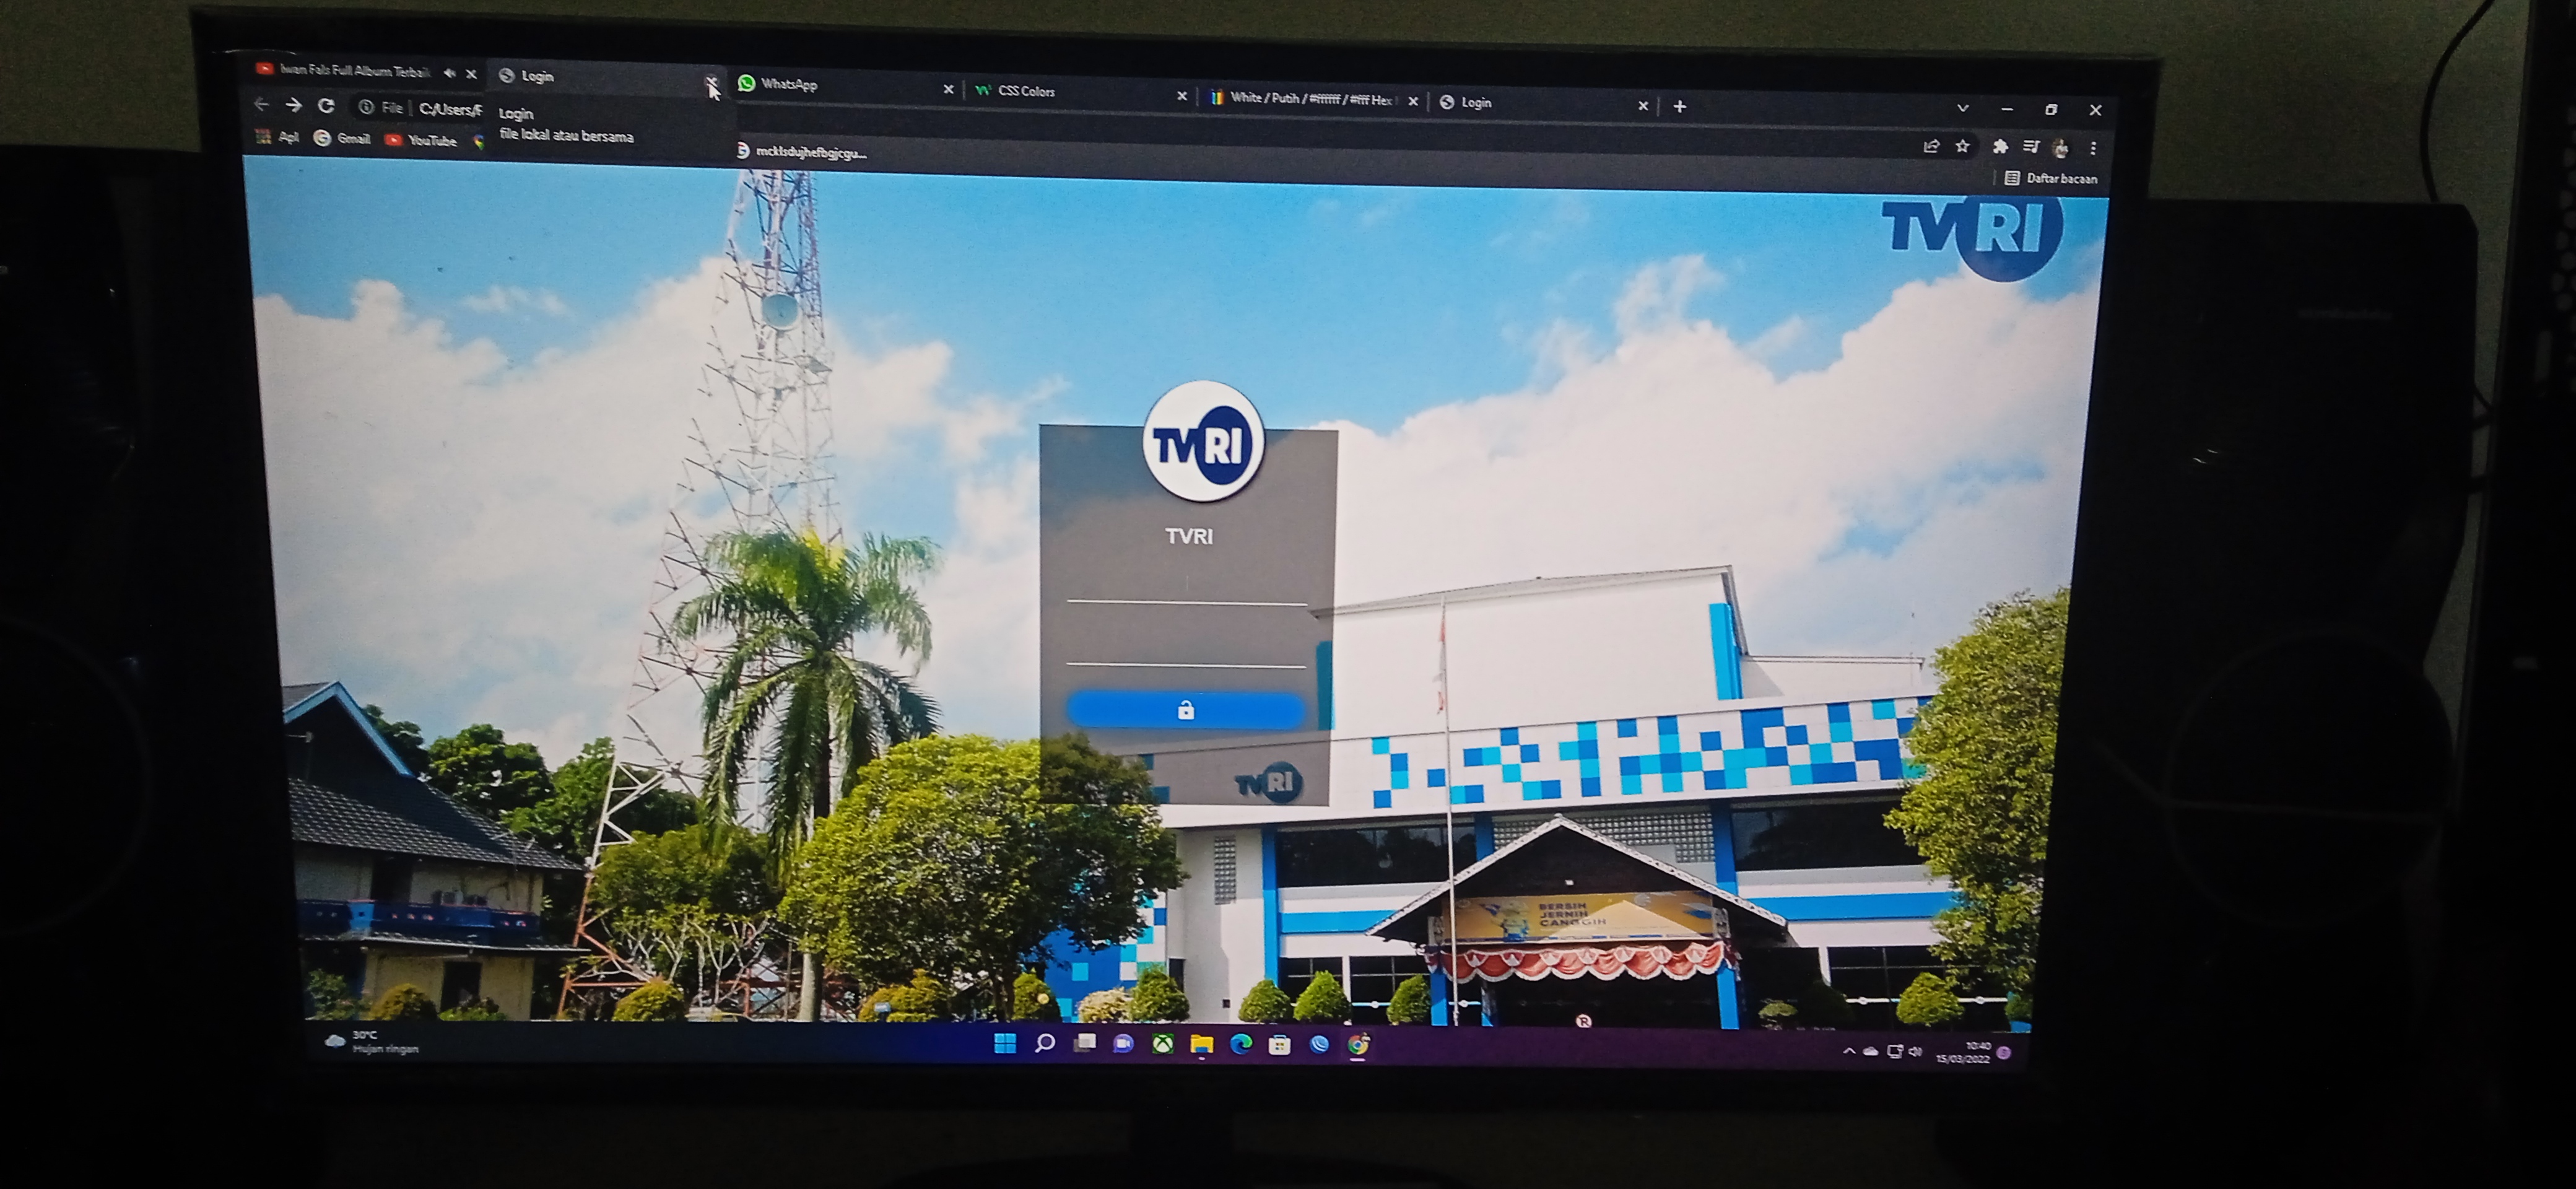 Iwan Fals Full Album Terbaik
Login
WhatsApp
CSS Colors
White / Putih / #ffffff / #fff Hex
Login
File
C:/Users/F
Login
file lokal atau bersama
Apl
Gmail
YouTube
mcklsdujhefbgjcgu...
Daftar bacaan
TVRI
TVRI
TVRI
TVRI
BERSIH
JERNIH
CANGGIH
30°C
Hujan ringan
10:40
15/03/2022